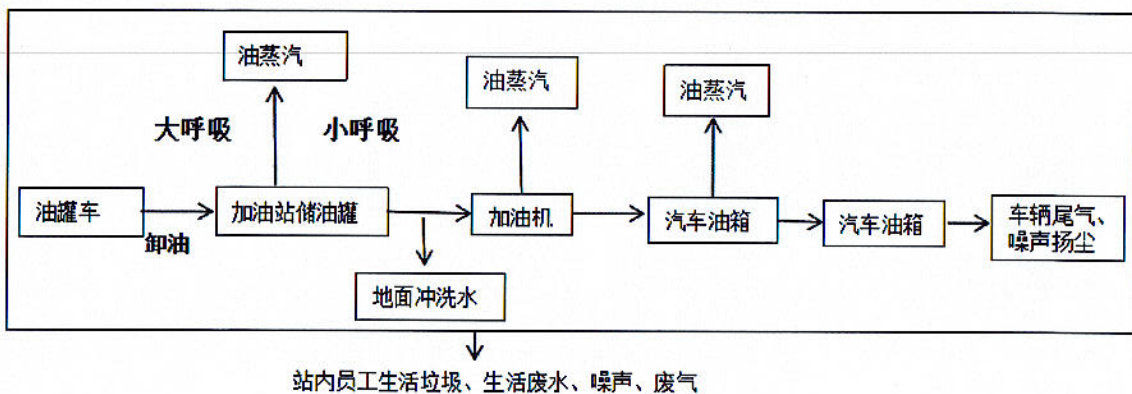 油蒸汽
油蒸汽
油蒸汽
大呼吸
小呼吸
油罐车
卸油
加油站储油罐
加油机
汽车油箱
汽车油箱
车辆尾气、
噪声扬尘
地面冲洗水
站内员工生活垃圾、生活废水、噪声、废气